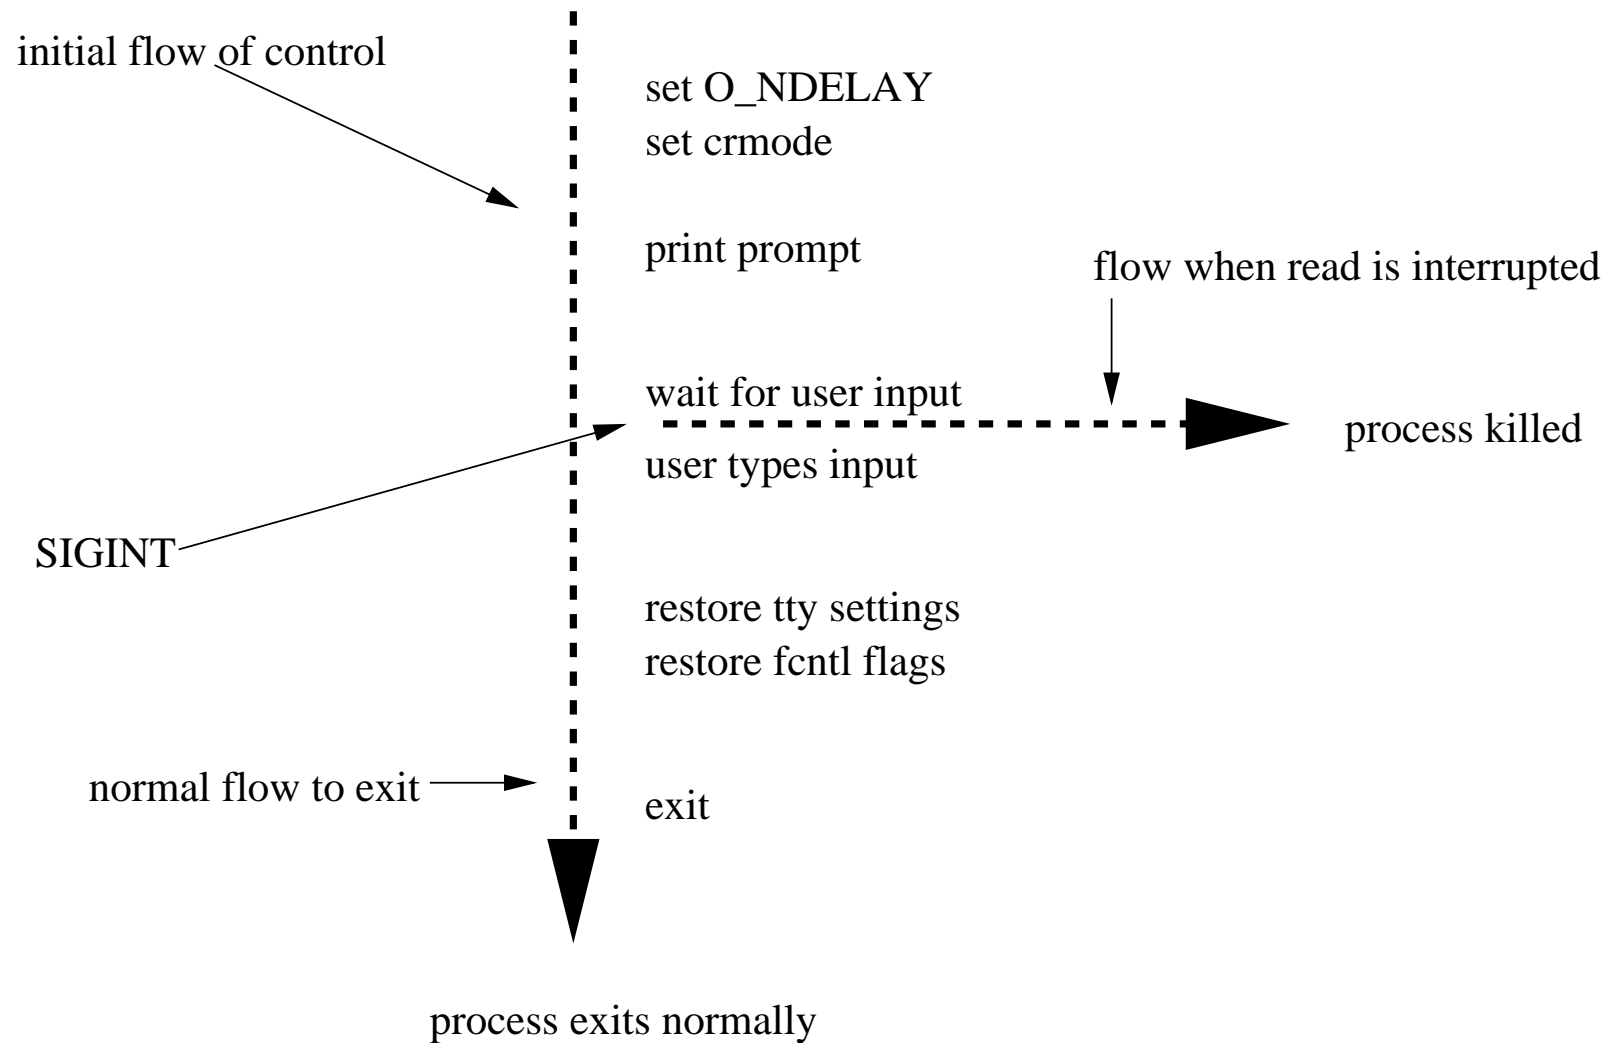 initial flow of control
set O_NDELAY
set crmode
print prompt
flow when read is interrupted
wait for user input
process killed
user types input
SIGINT
restore tty settings
restore fcntl flags
normal flow to exit
exit
process exits normally